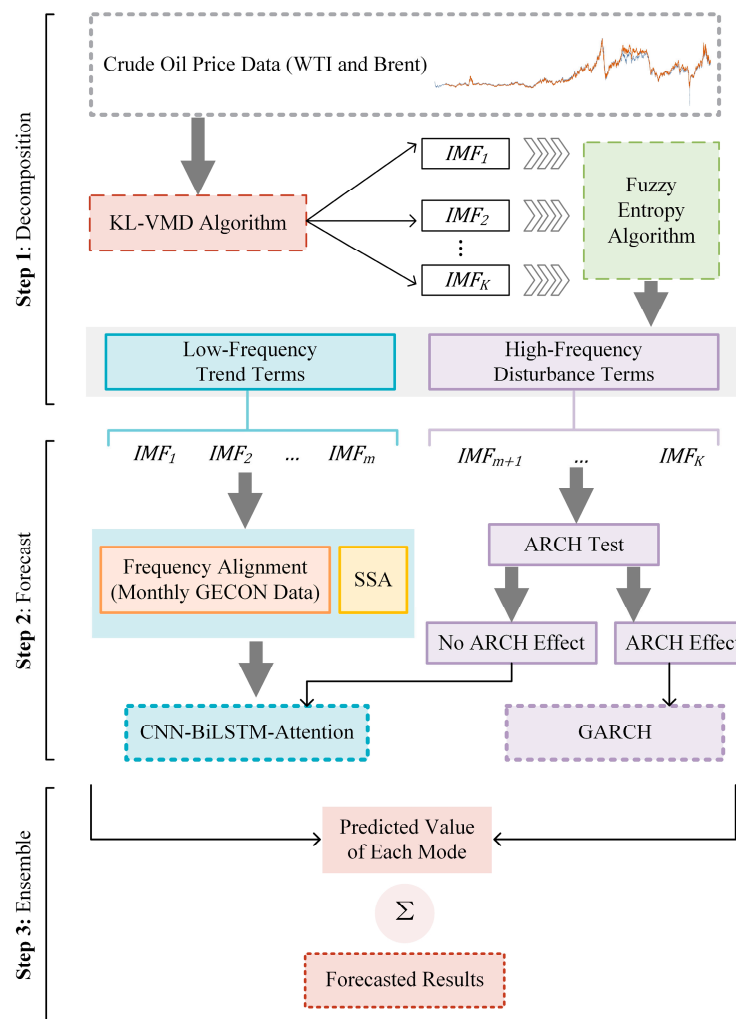 Crude Oil Price Data (WTI and Brent)
Step 1: Decomposition
KL-VMD Algorithm
IMF1
IMF2
⋮
IMFK
Fuzzy
Entropy
Algorithm
Low-Frequency
Trend Terms
High-Frequency
Disturbance Terms
Step 2: Forecast
IMF1 IMF2 ... IMFm
IMFm+1 ... IMFK
Frequency Alignment
(Monthly GECON Data)
SSA
ARCH Test
No ARCH Effect
ARCH Effect
CNN-BiLSTM-Attention
GARCH
Step 3: Ensemble
Predicted Value
of Each Mode
Σ
Forecasted Results